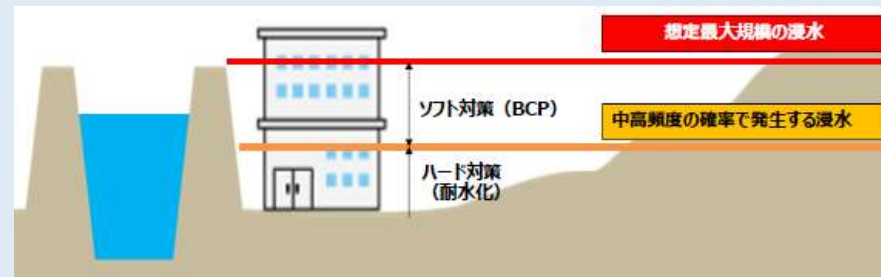 想定最大規模の浸水
ソフト対策（BCP）
中高頻度の確率で発生する浸水
ハード対策
（耐水化）